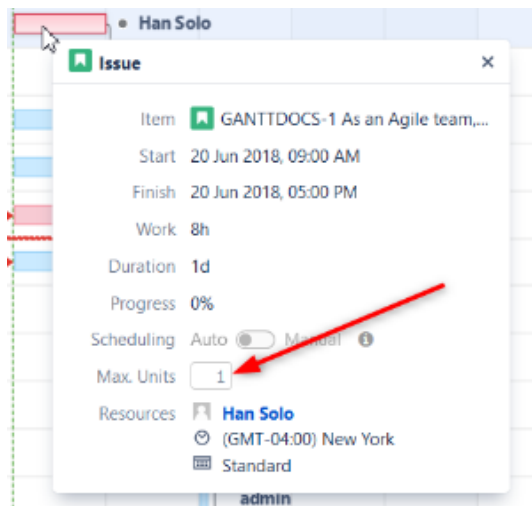 Han Solo
Issue
Item GANTTDOCS-1 As an Agile team,...
Start 20 Jun 2018, 09:00 AM
Finish 20 Jun 2018, 05:00 PM
Work 8h
Duration 1d
Progress 0%
Scheduling Auto Manual
Max. Units 1
Resources Han Solo
(GMT-04:00) New York
Standard
admin